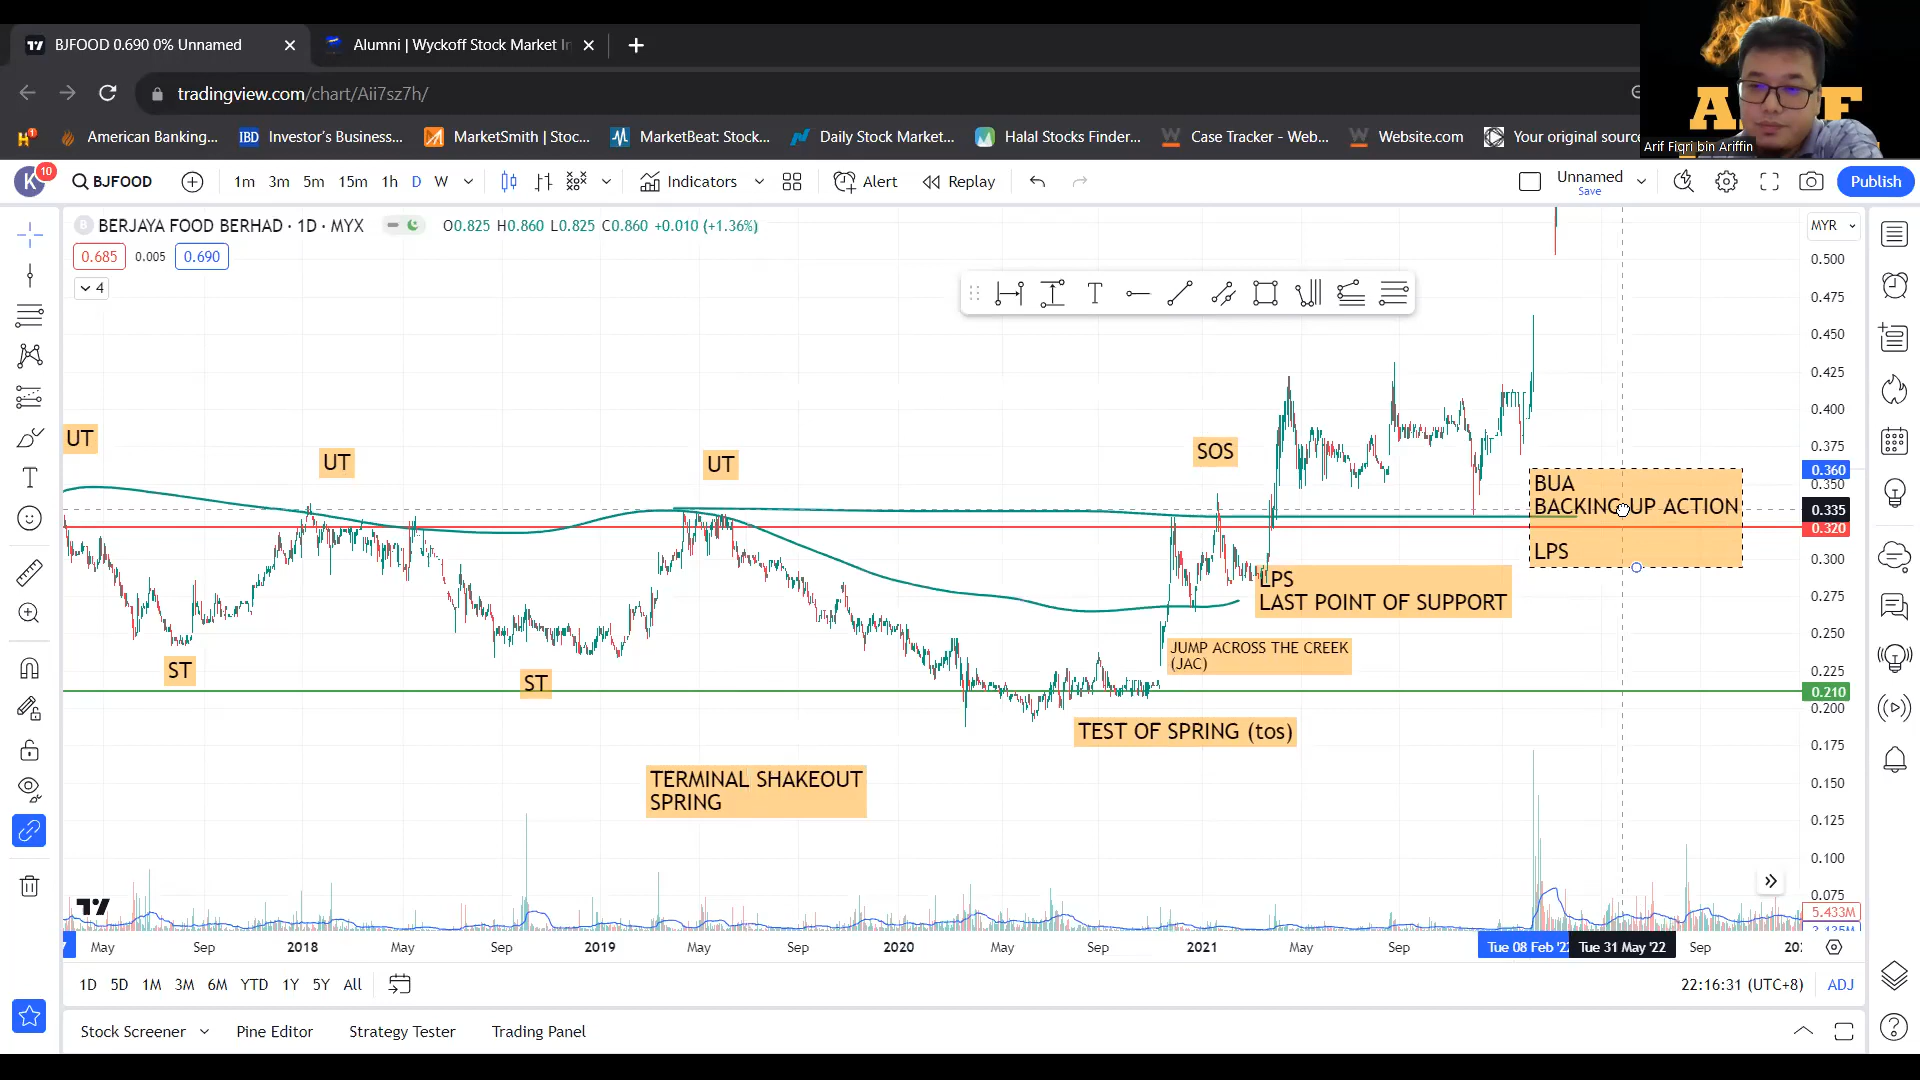 BJFOOD 0.690 0% Unnamed
Alumni | Wyckoff Stock Market In
tradingview.com/chart/Aii7sz7h/
American Banking...
IBD Investor's Business...
MarketSmith | Stoc...
MarketBeat: Stock...
Daily Stock Market...
Halal Stocks Finder...
Case Tracker - Web...
Website.com
Your original source
Arif Fiqri bin Ariffin
K 10
BJFOOD
1m 3m 5m 15m 1h D W
Indicators
Alert
Replay
Unnamed
Save
Publish
BERJAYA FOOD BERHAD · 1D · MYX
O0.825 H0.860 L0.825 C0.860 +0.010 (+1.36%)
MYR
0.685 0.005 0.690
4
0.500
0.475
0.450
0.425
0.400
0.375
0.360
0.350
0.335
0.320
0.300
0.275
0.250
0.225
0.210
0.200
0.175
0.150
0.125
0.100
0.075
5.433M
UT
UT
UT
SOS
BUA
BACKING UP ACTION
LPS
LPS
LAST POINT OF SUPPORT
JUMP ACROSS THE CREEK
(JAC)
ST
ST
TEST OF SPRING (tos)
TERMINAL SHAKEOUT
SPRING
May Sep 2018 May Sep 2019 May Sep 2020 May Sep 2021 May Sep Tue 08 Feb '22 Tue 31 May '22 Sep
1D 5D 1M 3M 6M YTD 1Y 5Y All
22:16:31 (UTC+8) ADJ
Stock Screener
Pine Editor
Strategy Tester
Trading Panel